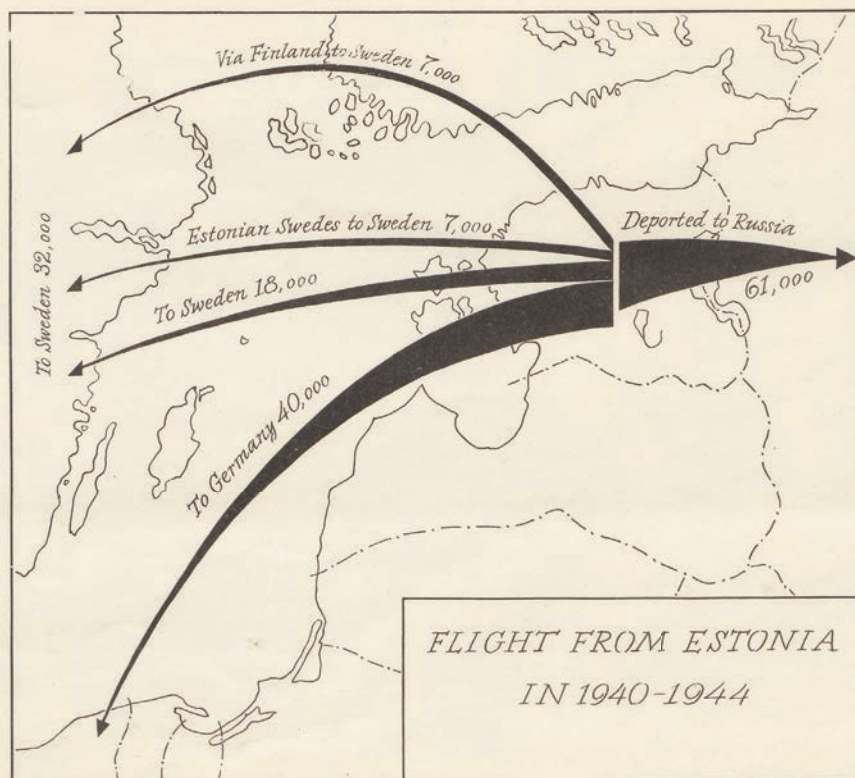 Via Finland to Sweden 7,000
Estonian Swedes to Sweden 7,000
Deported to Russia
61,000
To Sweden 32,000
To Sweden 18,000
To Germany 40,000
FLIGHT FROM ESTONIA
IN 1940-1944